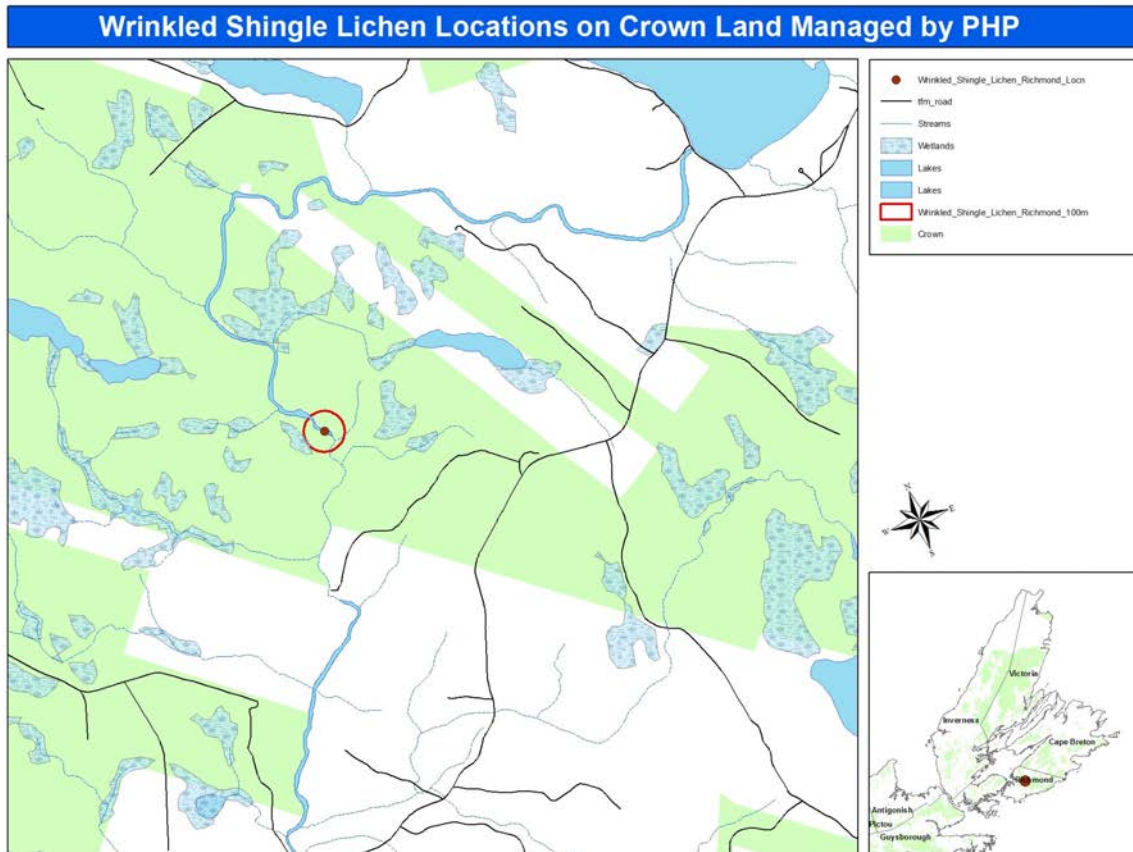 Wrinkled Shingle Lichen Locations on Crown Land Managed by PHP
Wrinkled_Shingle_Lichen_Richmond_Locn
tfm_road
Streams
Wetlands
Lakes
Lakes
Wrinkled_Shingle_Lichen_Richmond_100m
Crown
N
E
W
S
Victoria
Inverness
Cape Breton
Richmond
Antigonish
Pictou
Guysborough